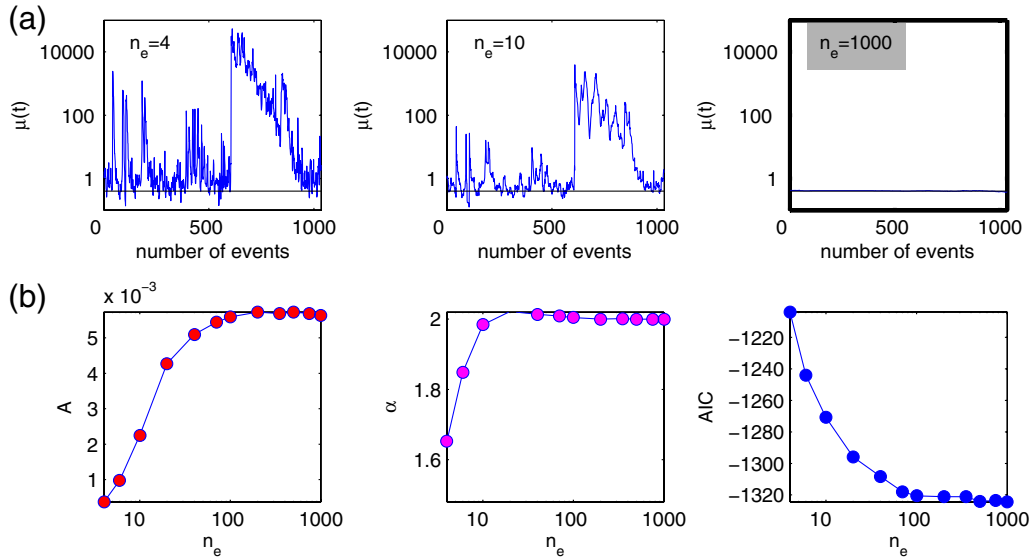 (a)
10000
100
1
μ(t)
n_e=4
0
500
1000
number of events
10000
100
1
μ(t)
n_e=10
0
500
1000
number of events
10000
100
1
μ(t)
n_e=1000
0
500
1000
number of events
(b)
x 10^-3
5
4
3
2
1
A
10
100
1000
n_e
2
1.8
1.6
α
10
100
1000
n_e
−1220
−1240
−1260
−1280
−1300
−1320
AIC
10
100
1000
n_e